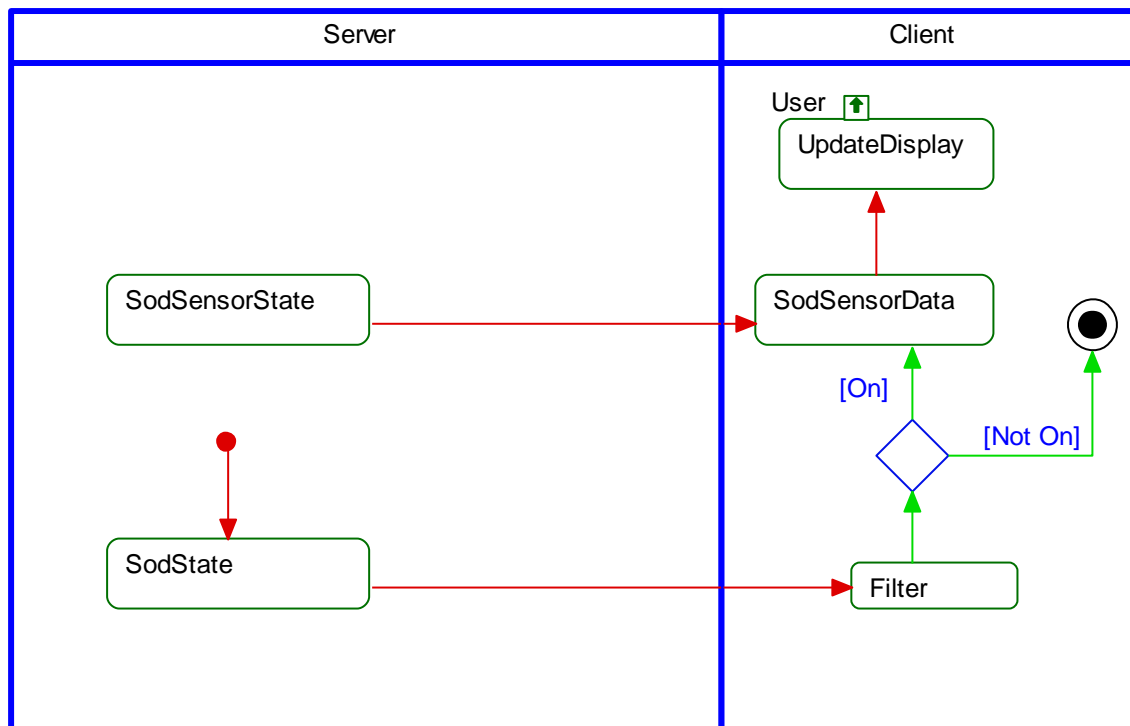 Server
Client
User
UpdateDisplay
SodSensorState
SodSensorData
[On]
[Not On]
SodState
Filter